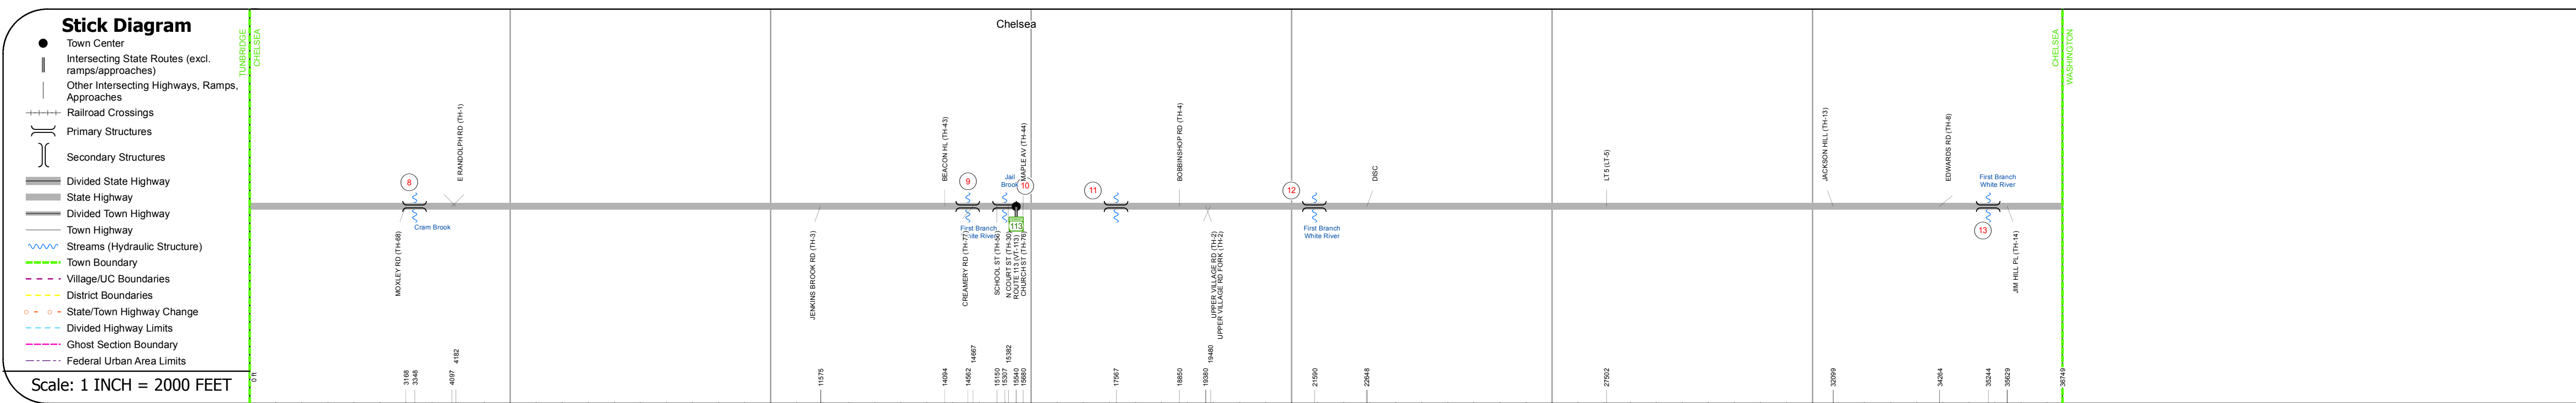 Stick Diagram
Town Center
Intersecting State Routes (excl.
ramps/approaches)
Other Intersecting Highways, Ramps,
Approaches
Railroad Crossings
Primary Structures
Secondary Structures
Divided State Highway
State Highway
Divided Town Highway
Town Highway
Streams (Hydraulic Structure)
Town Boundary
Village/UC Boundaries
District Boundaries
State/Town Highway Change
Divided Highway Limits
Ghost Section Boundary
Federal Urban Area Limits
Scale: 1 INCH = 2000 FEET
TUNBRIDGE
CHELSEA
Chelsea
CHELSEA
WASHINGTON
E RANDOLPH RD (TH-1)
BEACON HL (TH-43)
MAPLE AV (TH-44)
BOBBINSHOP RD (TH-4)
DISC
LT 5 (LT-5)
JACKSON HILL (TH-13)
EDWARDS RD (TH-8)
8
9
Jail
Brook
10
11
12
First Branch
White River
Cram Brook
First Branch
White River
113
First Branch
White River
13
MOXLEY RD (TH-68)
JENKINS BROOK RD (TH-3)
CREAMERY RD (TH-77)
SCHOOL ST (TH-56)
N COURT ST (TH-30)
ROUTE 113 (VT-113)
CHURCH ST (TH-76)
UPPER VILLAGE RD (TH-2)
UPPER VILLAGE RD FORK (TH-2)
JIM HILL PL (TH-14)
0 ft
3168
3348
4097
4182
11575
14094
14562
14667
15150
15307
15382
15540
15680
17567
18850
19380
19480
21590
22648
27502
32099
34264
35244
35629
36749